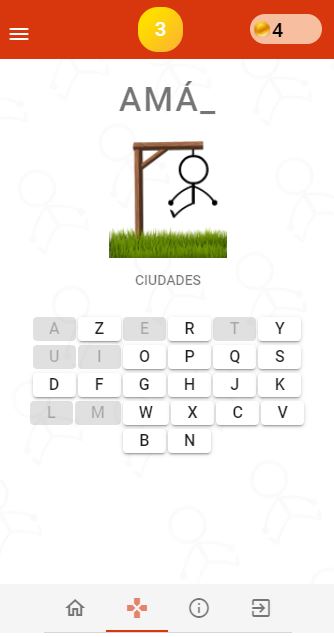 3
4
AMÁ_
CIUDADES
A Z E R T Y
U I O P Q S
D F G H J K
L M W X C V
B N